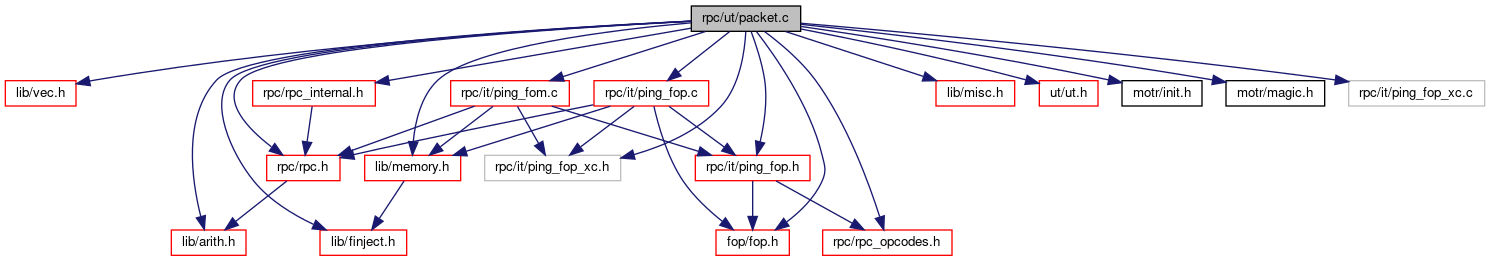 rpc/ut/packet.c
lib/vec.h
rpc/rpc_internal.h
rpc/it/ping_fom.c
rpc/it/ping_fop.c
lib/misc.h
ut/ut.h
motr/init.h
motr/magic.h
rpc/it/ping_fop_xc.c
rpc/rpc.h
lib/memory.h
rpc/it/ping_fop_xc.h
rpc/it/ping_fop.h
lib/arith.h
lib/finject.h
fop/fop.h
rpc/rpc_opcodes.h